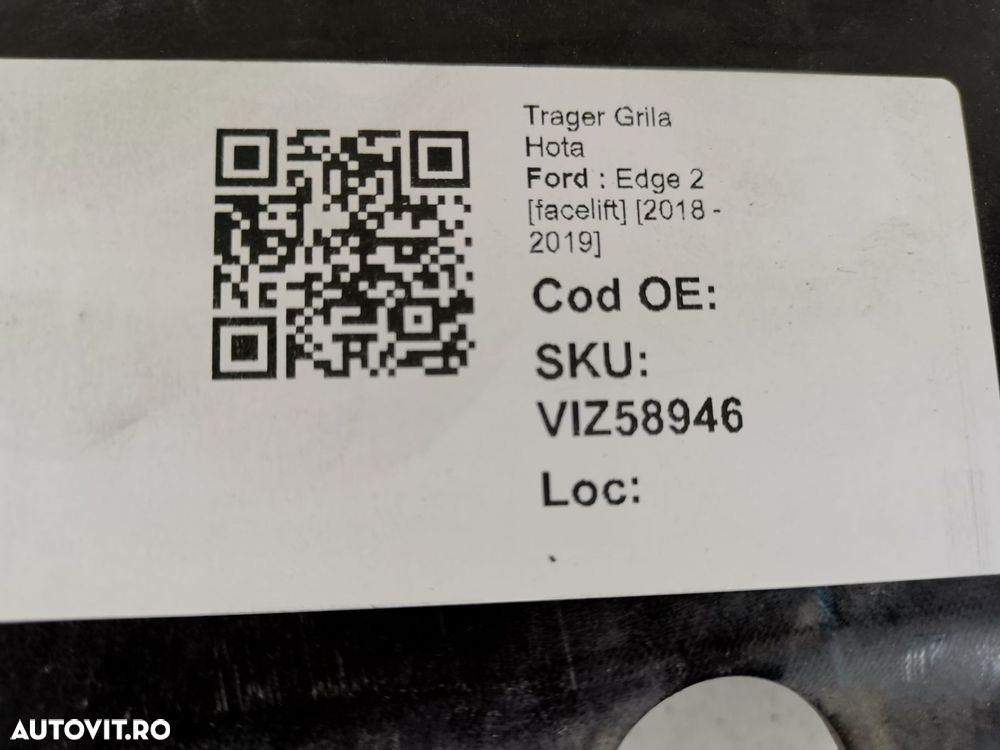 Trager Grila
Hota
Ford : Edge 2
[facelift] [2018 -
2019]
Cod OE:
SKU:
VIZ58946
Loc:
AUTOVIT.RO